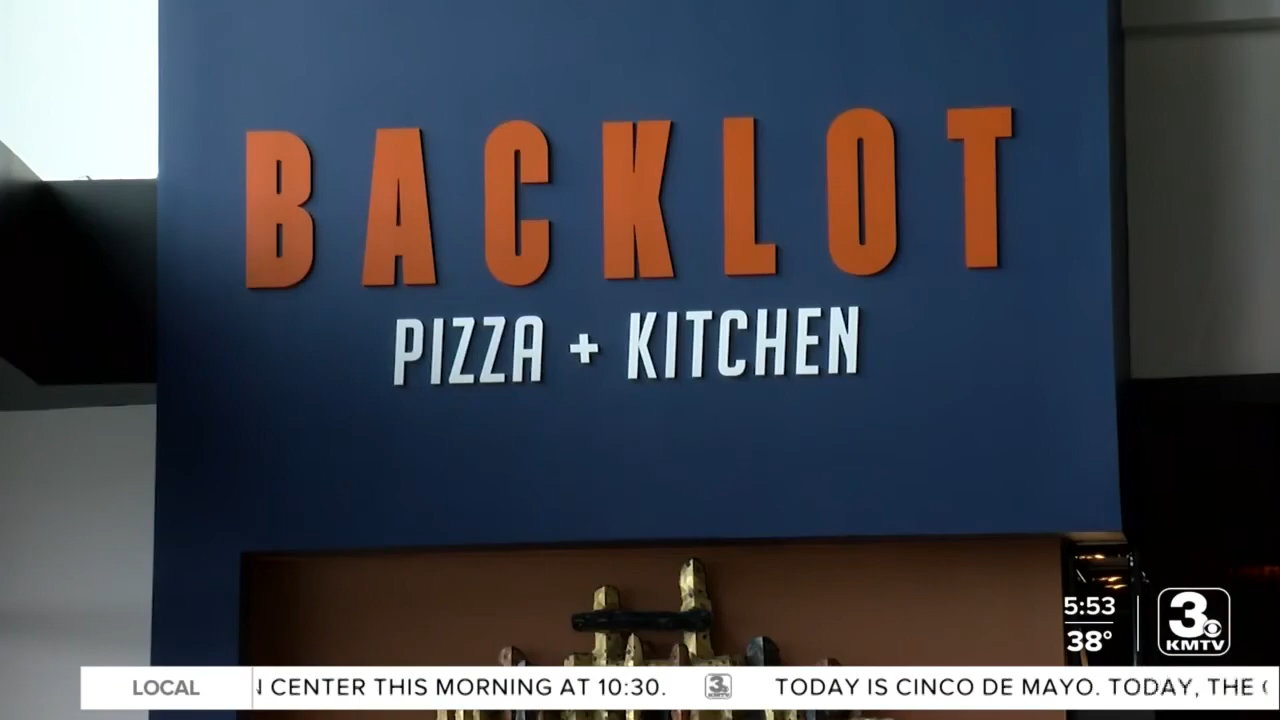 BACKLOT
PIZZA + KITCHEN
5:53
38°
3
KMTV
LOCAL
CENTER THIS MORNING AT 10:30.
TODAY IS CINCO DE MAYO. TODAY, THE